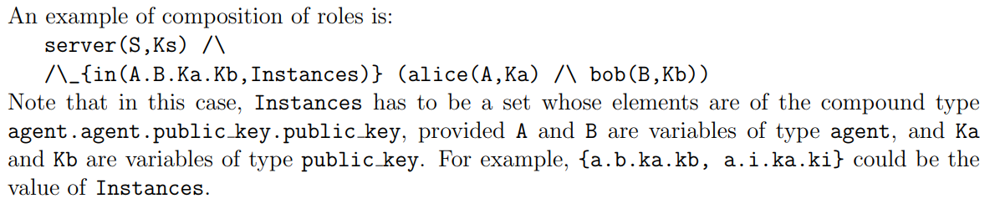 An example of composition of roles is:
server(S,Ks) /\
/\_{in(A.B.Ka.Kb,Instances)} (alice(A,Ka) /\ bob(B,Kb))
Note that in this case, Instances has to be a set whose elements are of the compound type
agent.agent.public_key.public_key, provided A and B are variables of type agent, and Ka
and Kb are variables of type public_key. For example, {a.b.ka.kb, a.i.ka.ki} could be the
value of Instances.